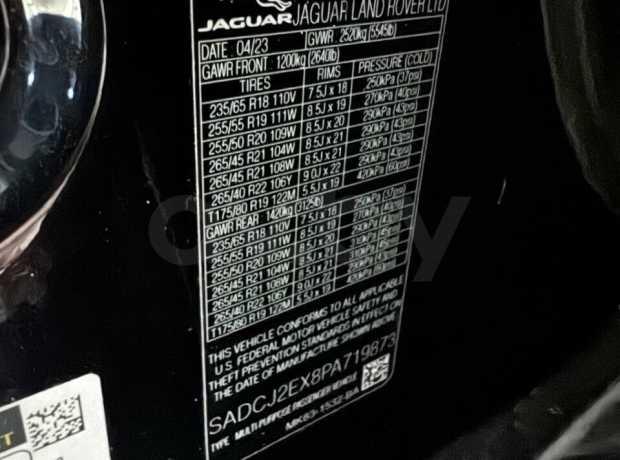 JAGUAR JAGUAR LAND ROVER LTD
DATE 04/23 GVWR 2520kg (5545lb)
GAWR FRONT 1200kg (2640lb)
TIRES RIMS PRESSURE (COLD)
235/65 R18 110V 7.5J x 18 250kPa (37psi)
255/55 R19 111W 8.5J x 19 270kPa (40psi)
255/50 R20 109W 8.5J x 20 290kPa (43psi)
265/45 R21 104W 8.5J x 21 290kPa (43psi)
265/45 R21 108W 8.5J x 21 290kPa (43psi)
265/40 R22 106Y 9.0J x 22 290kPa (43psi)
T175/80 R19 122M 5.5J x 19 420kPa (60psi)
GAWR REAR 1420kg (3125lb)
235/65 R18 110V 7.5J x 18 250kPa (37psi)
255/55 R19 111W 8.5J x 19 270kPa
255/50 R20 109W 8.5J x 20
265/45 R21 104W 8.5J x 21
265/45 R21 108W 8.5J x 21
265/40 R22 106Y 9.0J x 22
T175/80 R19 122M 5.5J x 19
THIS VEHICLE CONFORMS TO ALL APPLICABLE
U.S. FEDERAL MOTOR VEHICLE SAFETY AND
THEFT PREVENTION STANDARDS IN EFFECT ON
THE DATE OF MANUFACTURE SHOWN ABOVE
SADCJ2EX8PA719873
TYPE MULTI-PURPOSE PASSENGER VEHICLE
MK63-1532-BA